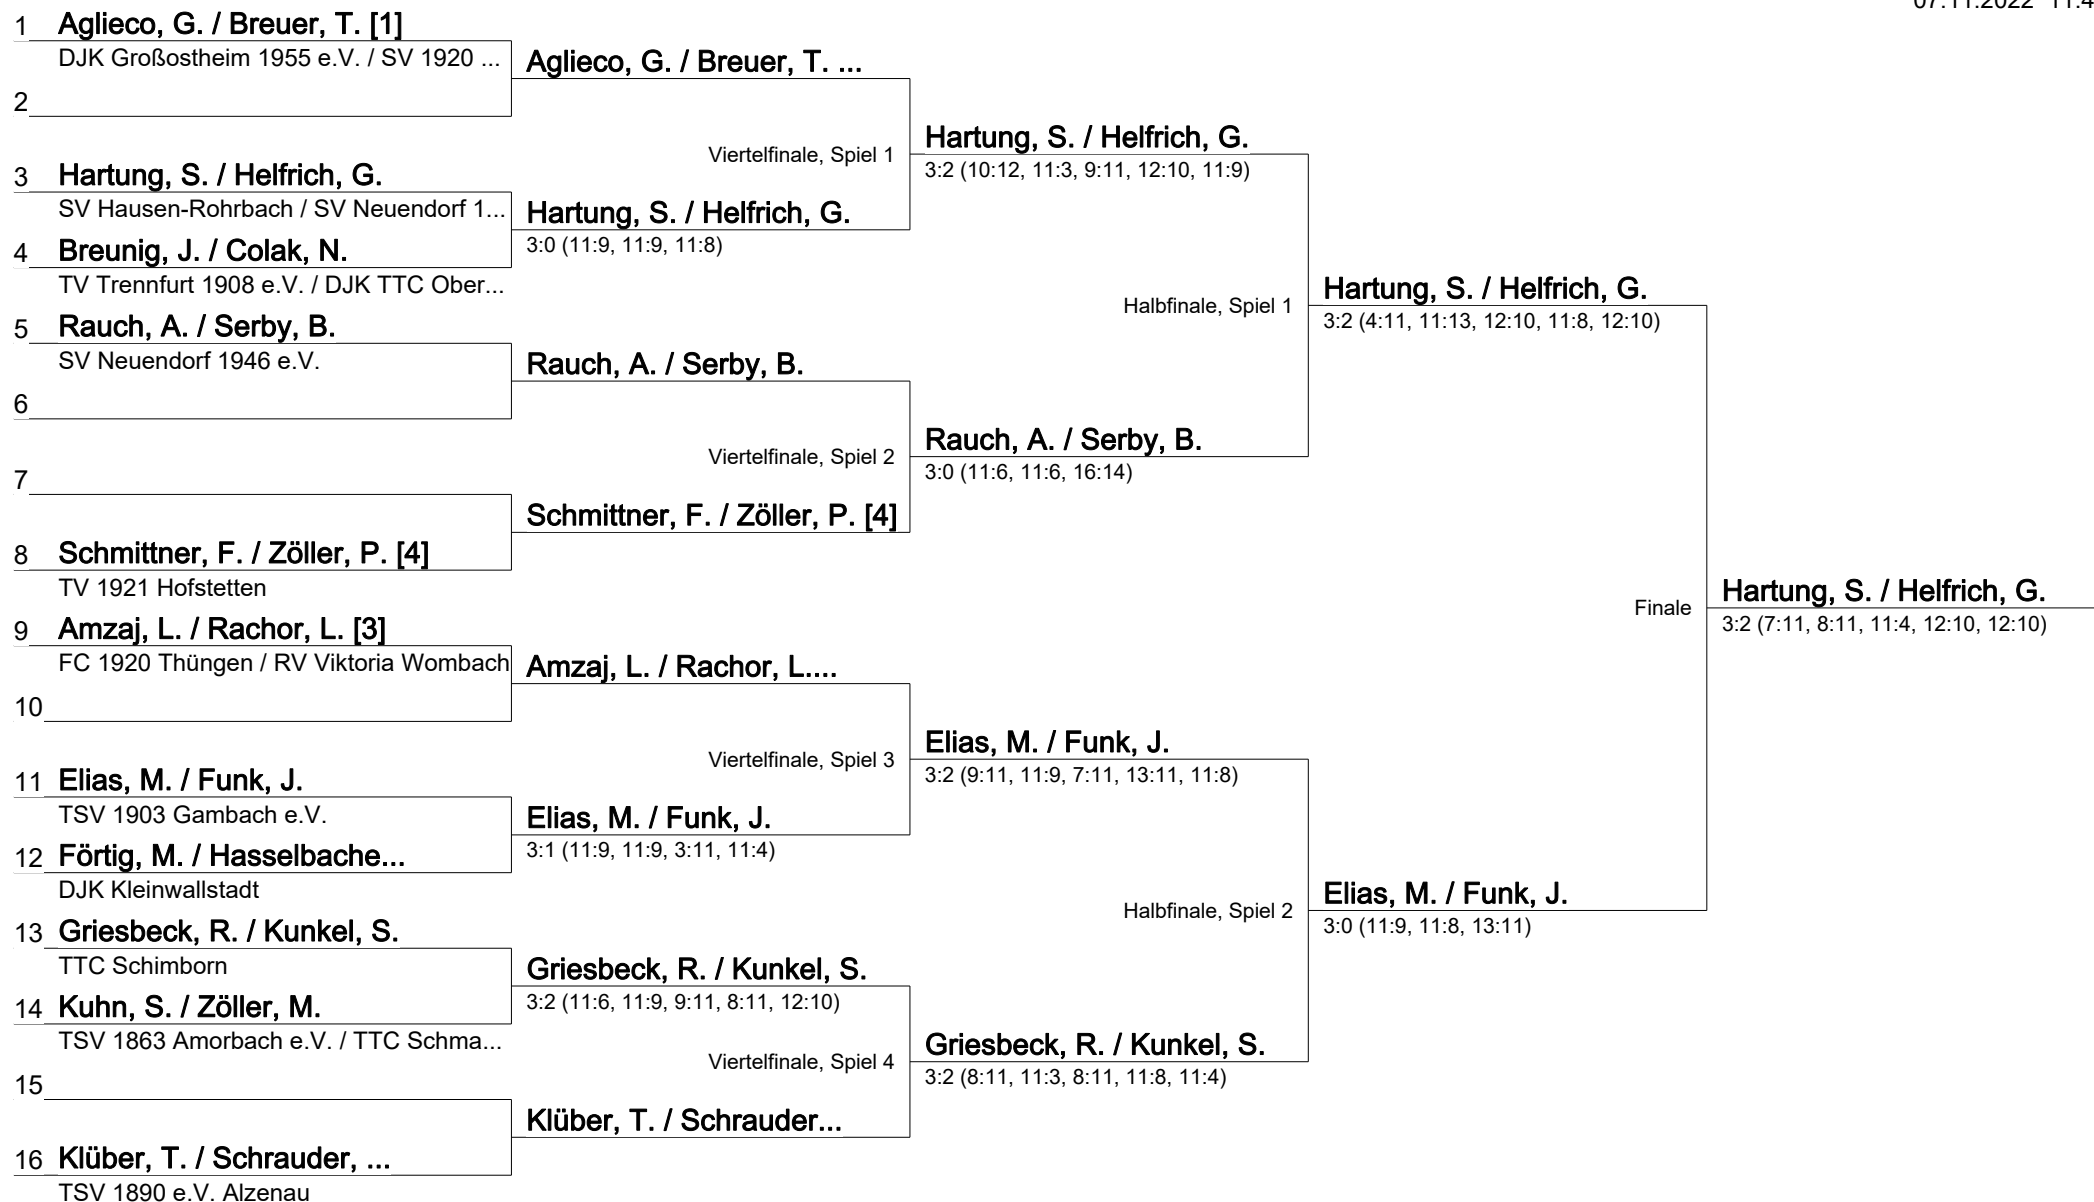 07.11.2022 11:4
1 Aglieco, G. / Breuer, T. [1]
DJK Großostheim 1955 e.V. / SV 1920 ...
Aglieco, G. / Breuer, T. ...
2
Viertelfinale, Spiel 1
Hartung, S. / Helfrich, G.
3:2 (10:12, 11:3, 9:11, 12:10, 11:9)
3 Hartung, S. / Helfrich, G.
SV Hausen-Rohrbach / SV Neuendorf 1...
Hartung, S. / Helfrich, G.
3:0 (11:9, 11:9, 11:8)
4 Breunig, J. / Colak, N.
TV Trennfurt 1908 e.V. / DJK TTC Ober...
Halbfinale, Spiel 1
Hartung, S. / Helfrich, G.
3:2 (4:11, 11:13, 12:10, 11:8, 12:10)
5 Rauch, A. / Serby, B.
SV Neuendorf 1946 e.V.
Rauch, A. / Serby, B.
6
Viertelfinale, Spiel 2
Rauch, A. / Serby, B.
3:0 (11:6, 11:6, 16:14)
7
Schmittner, F. / Zöller, P. [4]
8 Schmittner, F. / Zöller, P. [4]
TV 1921 Hofstetten
Finale
Hartung, S. / Helfrich, G.
3:2 (7:11, 8:11, 11:4, 12:10, 12:10)
9 Amzaj, L. / Rachor, L. [3]
FC 1920 Thüngen / RV Viktoria Wombach
Amzaj, L. / Rachor, L....
10
Viertelfinale, Spiel 3
Elias, M. / Funk, J.
3:2 (9:11, 11:9, 7:11, 13:11, 11:8)
11 Elias, M. / Funk, J.
TSV 1903 Gambach e.V.
Elias, M. / Funk, J.
3:1 (11:9, 11:9, 3:11, 11:4)
12 Förtig, M. / Hasselbache...
DJK Kleinwallstadt
Halbfinale, Spiel 2
Elias, M. / Funk, J.
3:0 (11:9, 11:8, 13:11)
13 Griesbeck, R. / Kunkel, S.
TTC Schimborn
Griesbeck, R. / Kunkel, S.
3:2 (11:6, 11:9, 9:11, 8:11, 12:10)
14 Kuhn, S. / Zöller, M.
TSV 1863 Amorbach e.V. / TTC Schma...
Viertelfinale, Spiel 4
Griesbeck, R. / Kunkel, S.
3:2 (8:11, 11:3, 8:11, 11:8, 11:4)
15
Klüber, T. / Schrauder...
16 Klüber, T. / Schrauder, ...
TSV 1890 e.V. Alzenau